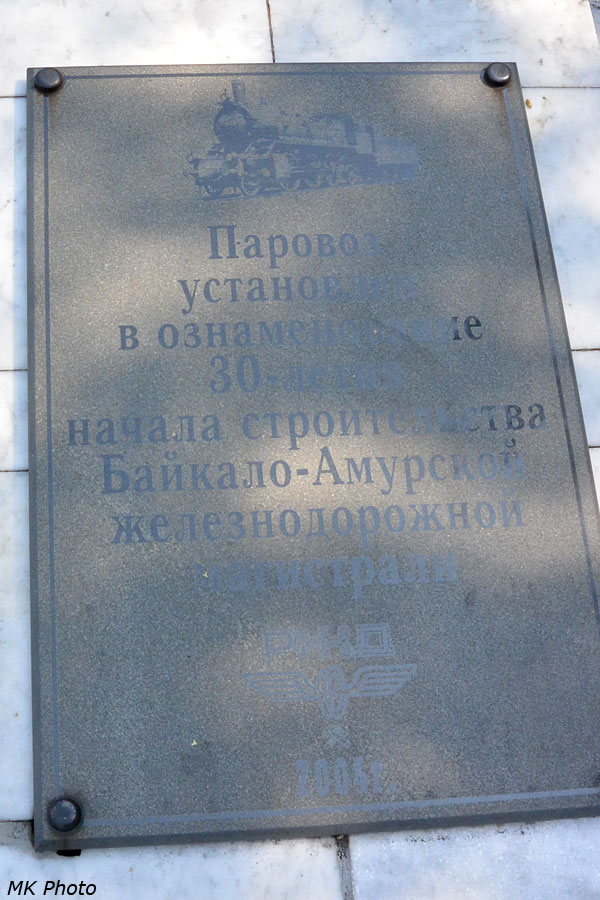 Паровоз
установлен
в ознаменование
30-летия
начала строительства
Байкало-Амурской
железнодорожной
магистрали
РЖД
2004г.
MK Photo